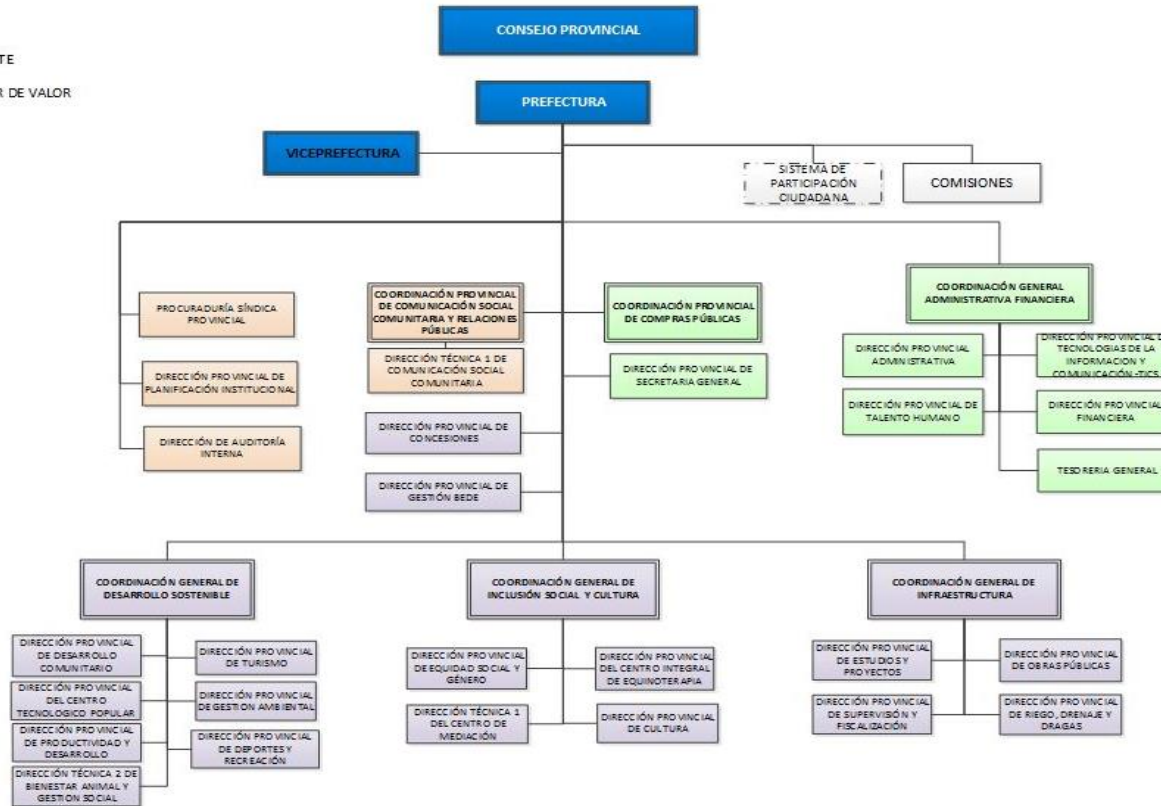 CONSEJO PROVINCIAL
TE
R DE VALOR
PREFECTURA
VICEPREFECTURA
SISTEMA DE
PARTICIPACIÓN
CIUDADANA
COMISIONES
PROCURADURÍA SÍNDICA
PROVINCIAL
DIRECCIÓN PROVINCIAL DE
PLANIFICACIÓN INSTITUCIONAL
DIRECCIÓN DE AUDITORÍA
INTERNA
COORDINACIÓN PROVINCIAL
DE COMUNICACIÓN SOCIAL
COMUNITARIA Y RELACIONES
PÚBLICAS
DIRECCIÓN TÉCNICA 1 DE
COMUNICACIÓN SOCIAL
COMUNITARIA
DIRECCIÓN PROVINCIAL DE
CONCESIONES
DIRECCIÓN PROVINCIAL DE
GESTIÓN BEDE
COORDINACIÓN PROVINCIAL
DE COMPRAS PÚBLICAS
DIRECCIÓN PROVINCIAL DE
SECRETARIA GENERAL
COORDINACIÓN GENERAL
ADMINISTRATIVA FINANCIERA
DIRECCIÓN PROVINCIAL
ADMINISTRATIVA
DIRECCIÓN PROVINCIAL D
TECNOLOGIAS DE LA
INFORMACION Y
COMUNICACIÓN -TICS
DIRECCIÓN PROVINCIAL DE
TALENTO HUMANO
DIRECCIÓN PROVINCIAL
FINANCIERA
TESORERIA GENERAL
COORDINACIÓN GENERAL DE
DESARROLLO SOSTENIBLE
DIRECCIÓN PROVINCIAL
DE DESARROLLO
COMUNITARIO
DIRECCIÓN PROVINCIAL
DE TURISMO
DIRECCIÓN PROVINCIAL
DEL CENTRO
TECNOLOGICO POPULAR
DIRECCIÓN PROVINCIAL
DE GESTION AMBIENTAL
DIRECCIÓN PROVINCIAL
DE PRODUCTIVIDAD Y
DESARROLLO
DIRECCIÓN PROVINCIAL
DE DEPORTES Y
RECREACIÓN
DIRECCIÓN TÉCNICA 2 DE
BIENESTAR ANIMAL Y
GESTION SOCIAL
COORDINACIÓN GENERAL DE
INCLUSIÓN SOCIAL Y CULTURA
DIRECCIÓN PROVINCIAL
DE EQUIDAD SOCIAL Y
GÉNERO
DIRECCIÓN PROVINCIAL
DEL CENTRO INTEGRAL
DE EQUINOTERAPIA
DIRECCIÓN TÉCNICA 1
DEL CENTRO DE
MEDIACIÓN
DIRECCIÓN PROVINCIAL
DE CULTURA
COORDINACIÓN GENERAL DE
INFRAESTRUCTURA
DIRECCIÓN PROVINCIAL
DE ESTUDIOS Y
PROYECTOS
DIRECCIÓN PROVINCIAL
DE OBRAS PÚBLICAS
DIRECCIÓN PROVINCIAL
DE SUPERVISIÓN Y
FISCALIZACIÓN
DIRECCIÓN PROVINCIAL
DE RIEGO, DRENAJE Y
DRAGAS